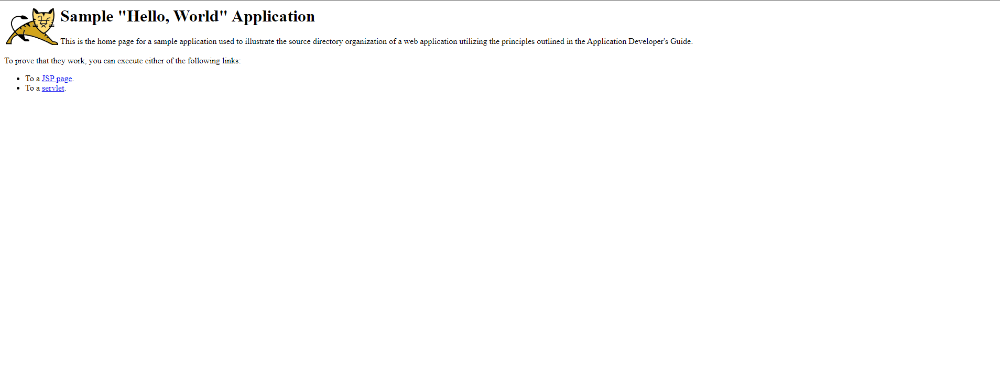 Sample "Hello, World" Application
This is the home page for a sample application used to illustrate the source directory organization of a web application utilizing the principles outlined in the Application Developer's Guide.
To prove that they work, you can execute either of the following links:
• To a JSP page.
• To a servlet.